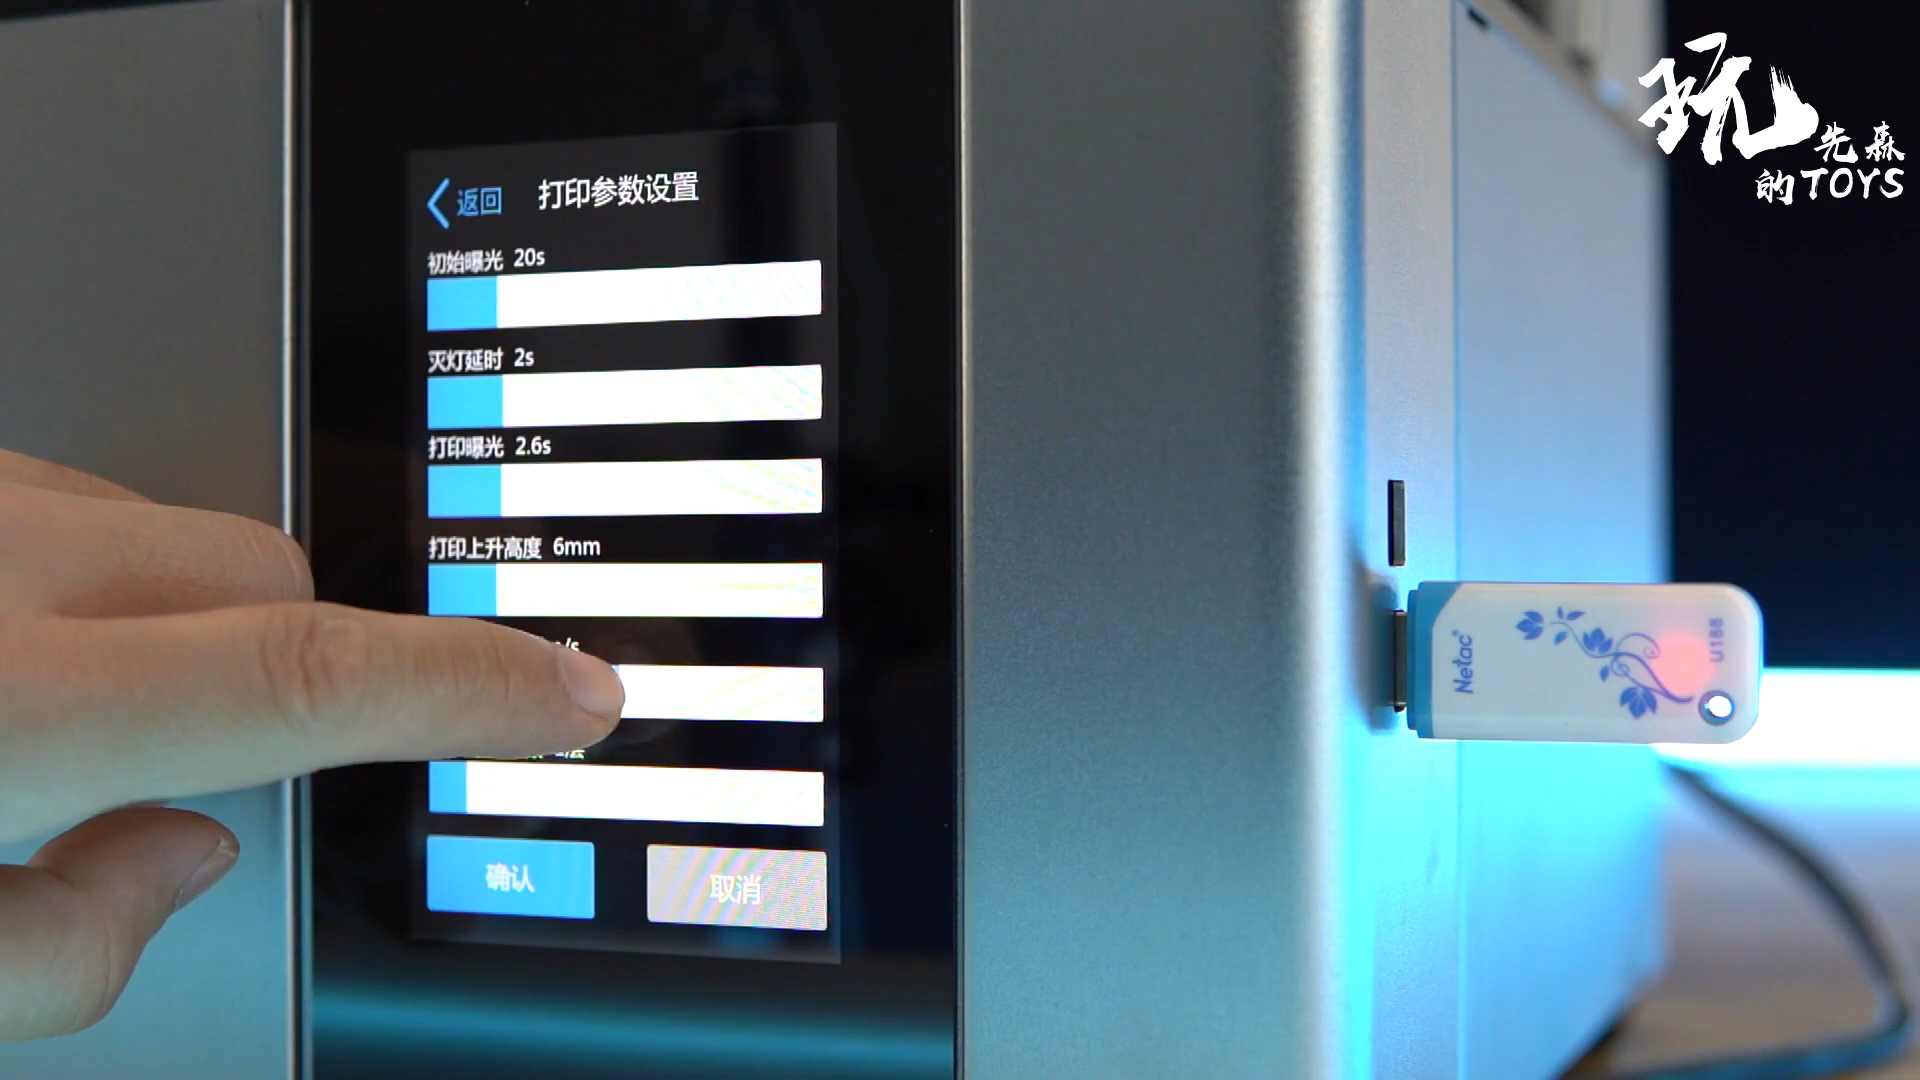 返回 打印参数设置
初始曝光 20s
灭灯延时 2s
打印曝光 2.6s
打印上升高度 6mm
/s
层
确认 取消
Netac
U188
玩先森
的TOYS